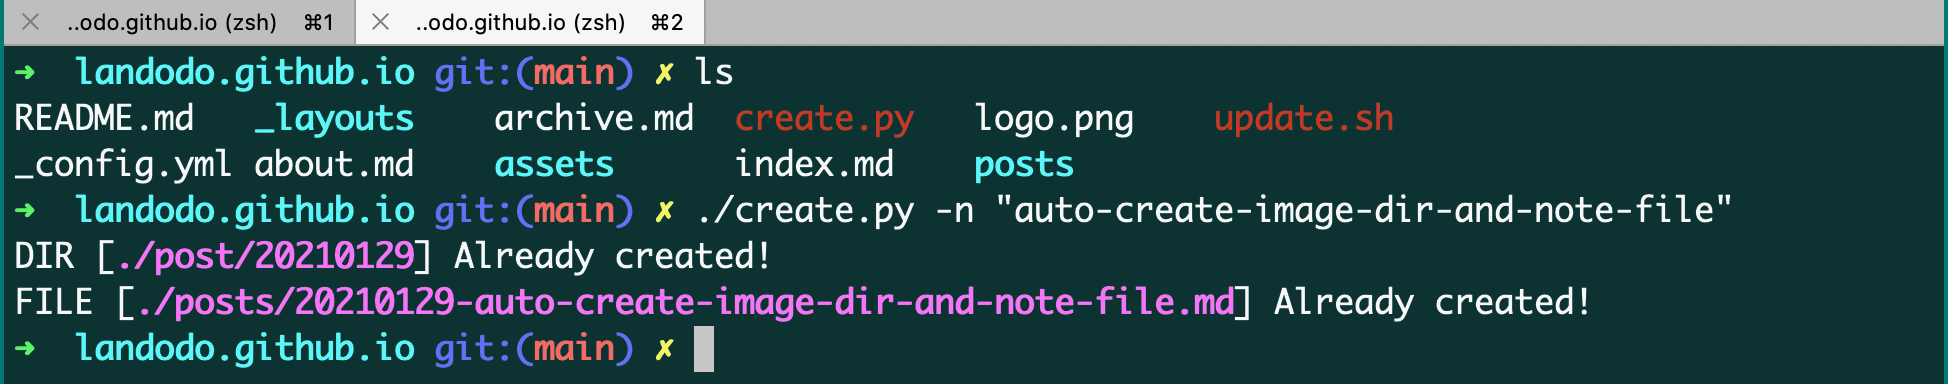 ..odo.github.io (zsh) ⌘1 ..odo.github.io (zsh) ⌘2
➜ landodo.github.io git:(main) ✗ ls
README.md _layouts archive.md create.py logo.png update.sh
_config.yml about.md assets index.md posts
➜ landodo.github.io git:(main) ✗ ./create.py -n "auto-create-image-dir-and-note-file"
DIR [./post/20210129] Already created!
FILE [./posts/20210129-auto-create-image-dir-and-note-file.md] Already created!
➜ landodo.github.io git:(main) ✗